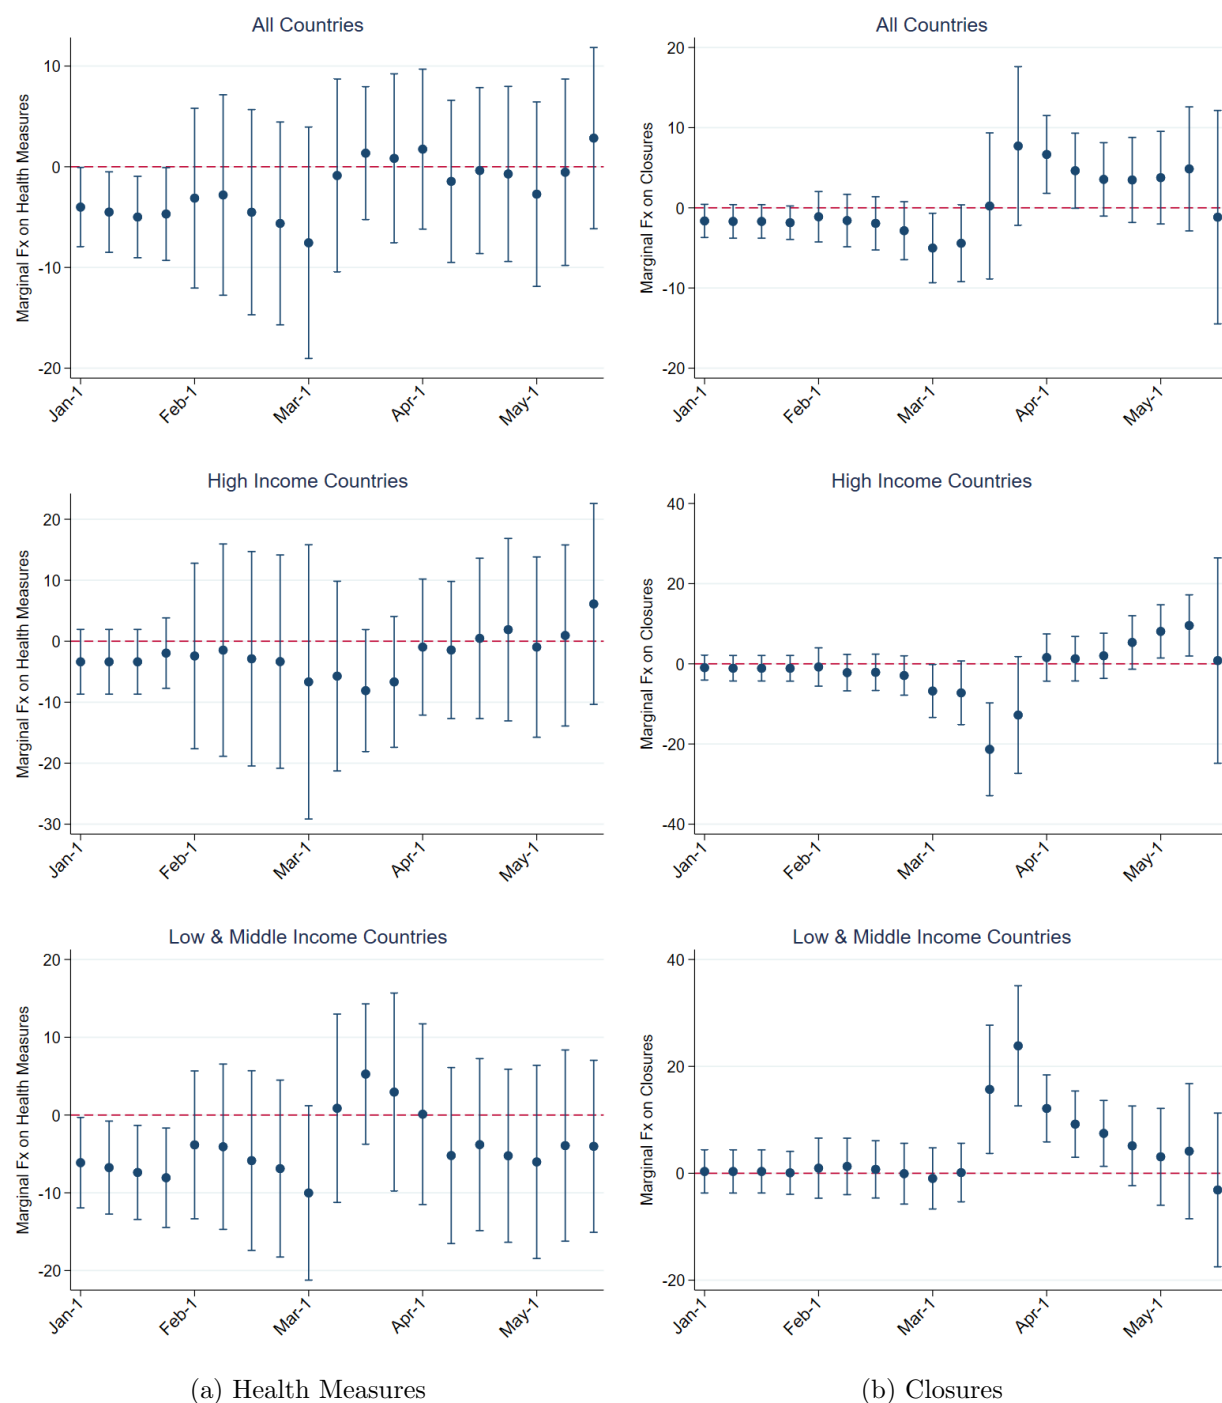 All Countries
Marginal Fx on Health Measures
10
0
-10
-20
Jan-1
Feb-1
Mar-1
Apr-1
May-1
All Countries
Marginal Fx on Closures
20
10
0
-10
-20
Jan-1
Feb-1
Mar-1
Apr-1
May-1
High Income Countries
Marginal Fx on Health Measures
20
10
0
-10
-20
-30
Jan-1
Feb-1
Mar-1
Apr-1
May-1
High Income Countries
Marginal Fx on Closures
40
20
0
-20
-40
Jan-1
Feb-1
Mar-1
Apr-1
May-1
Low & Middle Income Countries
Marginal Fx on Health Measures
20
10
0
-10
-20
Jan-1
Feb-1
Mar-1
Apr-1
May-1
Low & Middle Income Countries
Marginal Fx on Closures
40
20
0
-20
Jan-1
Feb-1
Mar-1
Apr-1
May-1
(a) Health Measures
(b) Closures